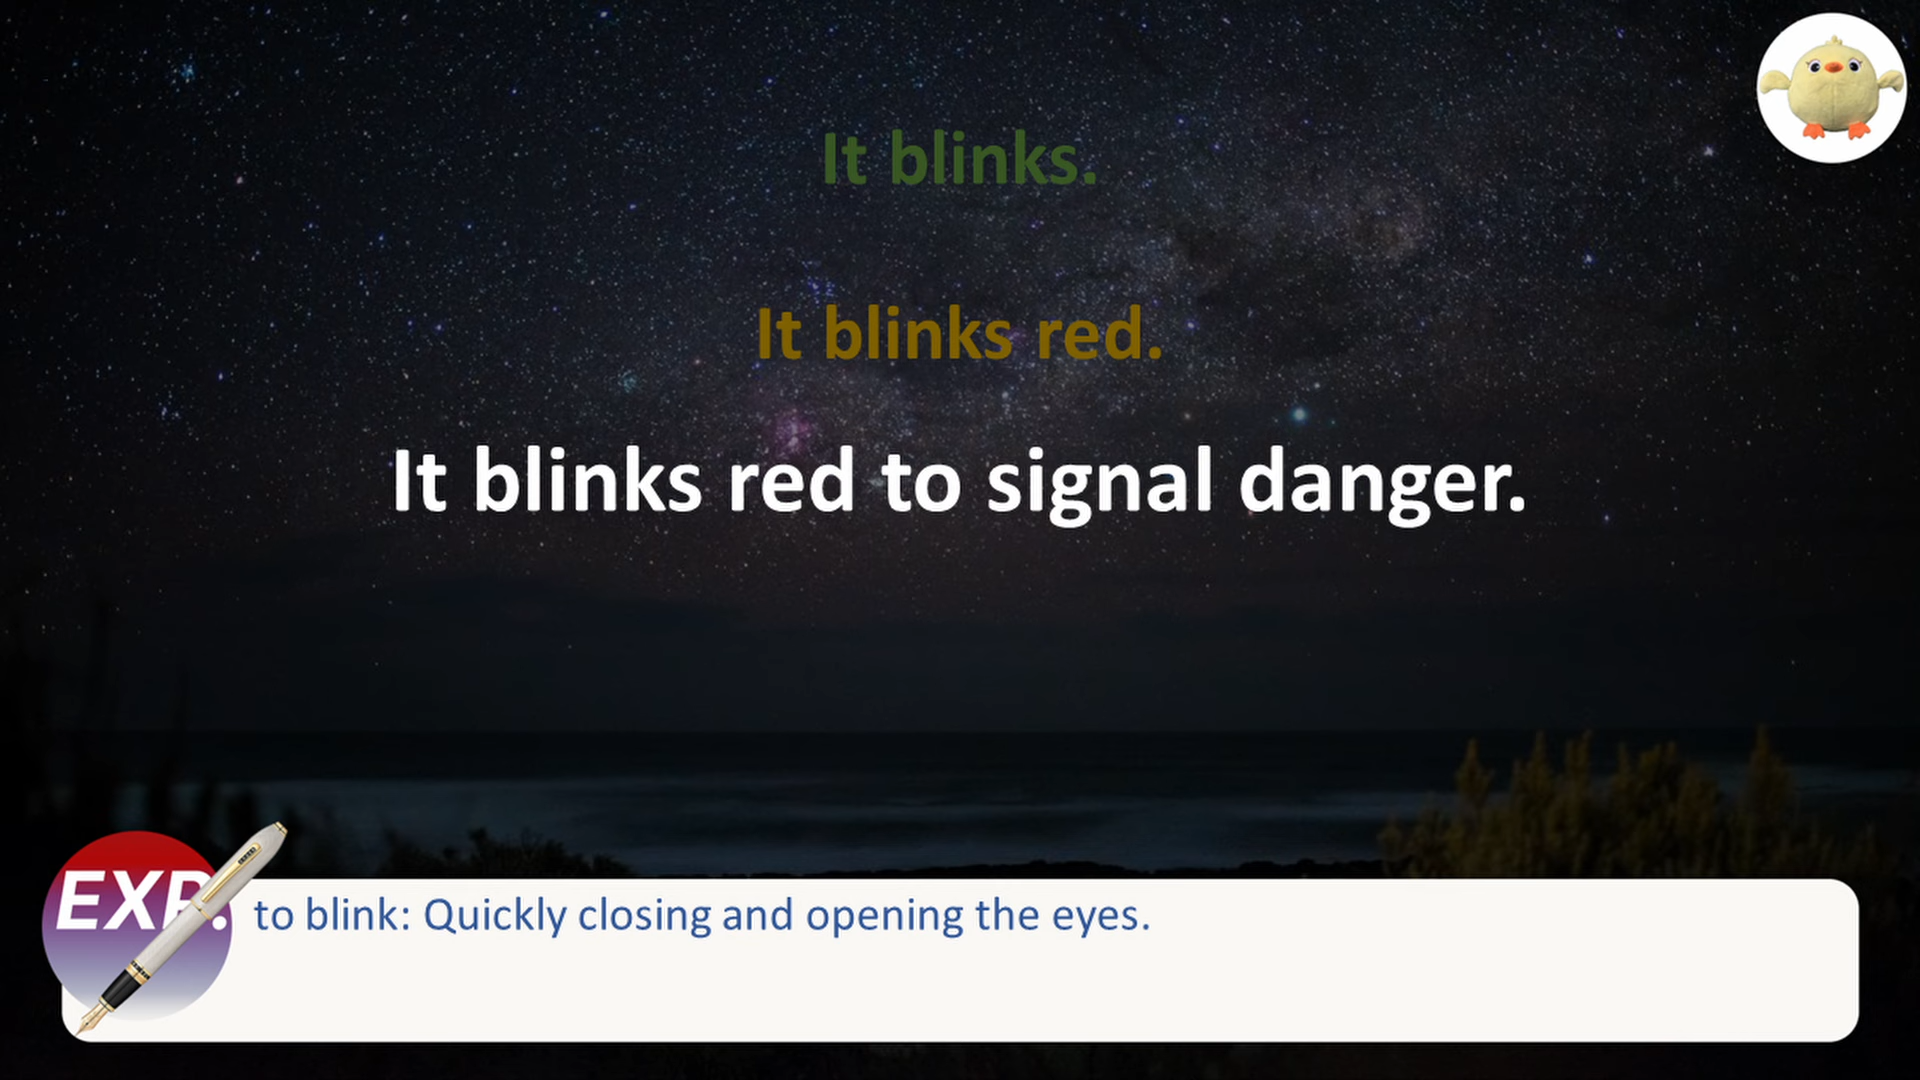 It blinks.
It blinks red.
It blinks red to signal danger.
EXP.
to blink: Quickly closing and opening the eyes.